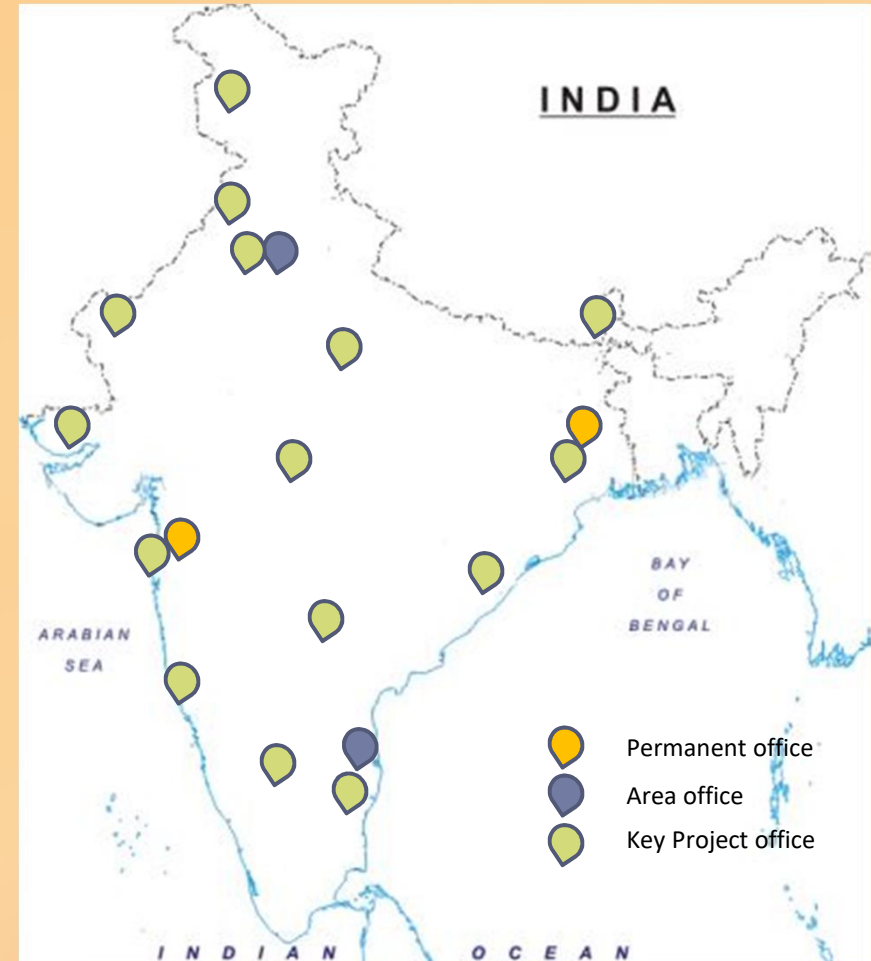 INDIA
BAY
OF
BENGAL
ARABIAN
SEA
Permanent office
Area office
Key Project office
INDIAN OCEAN